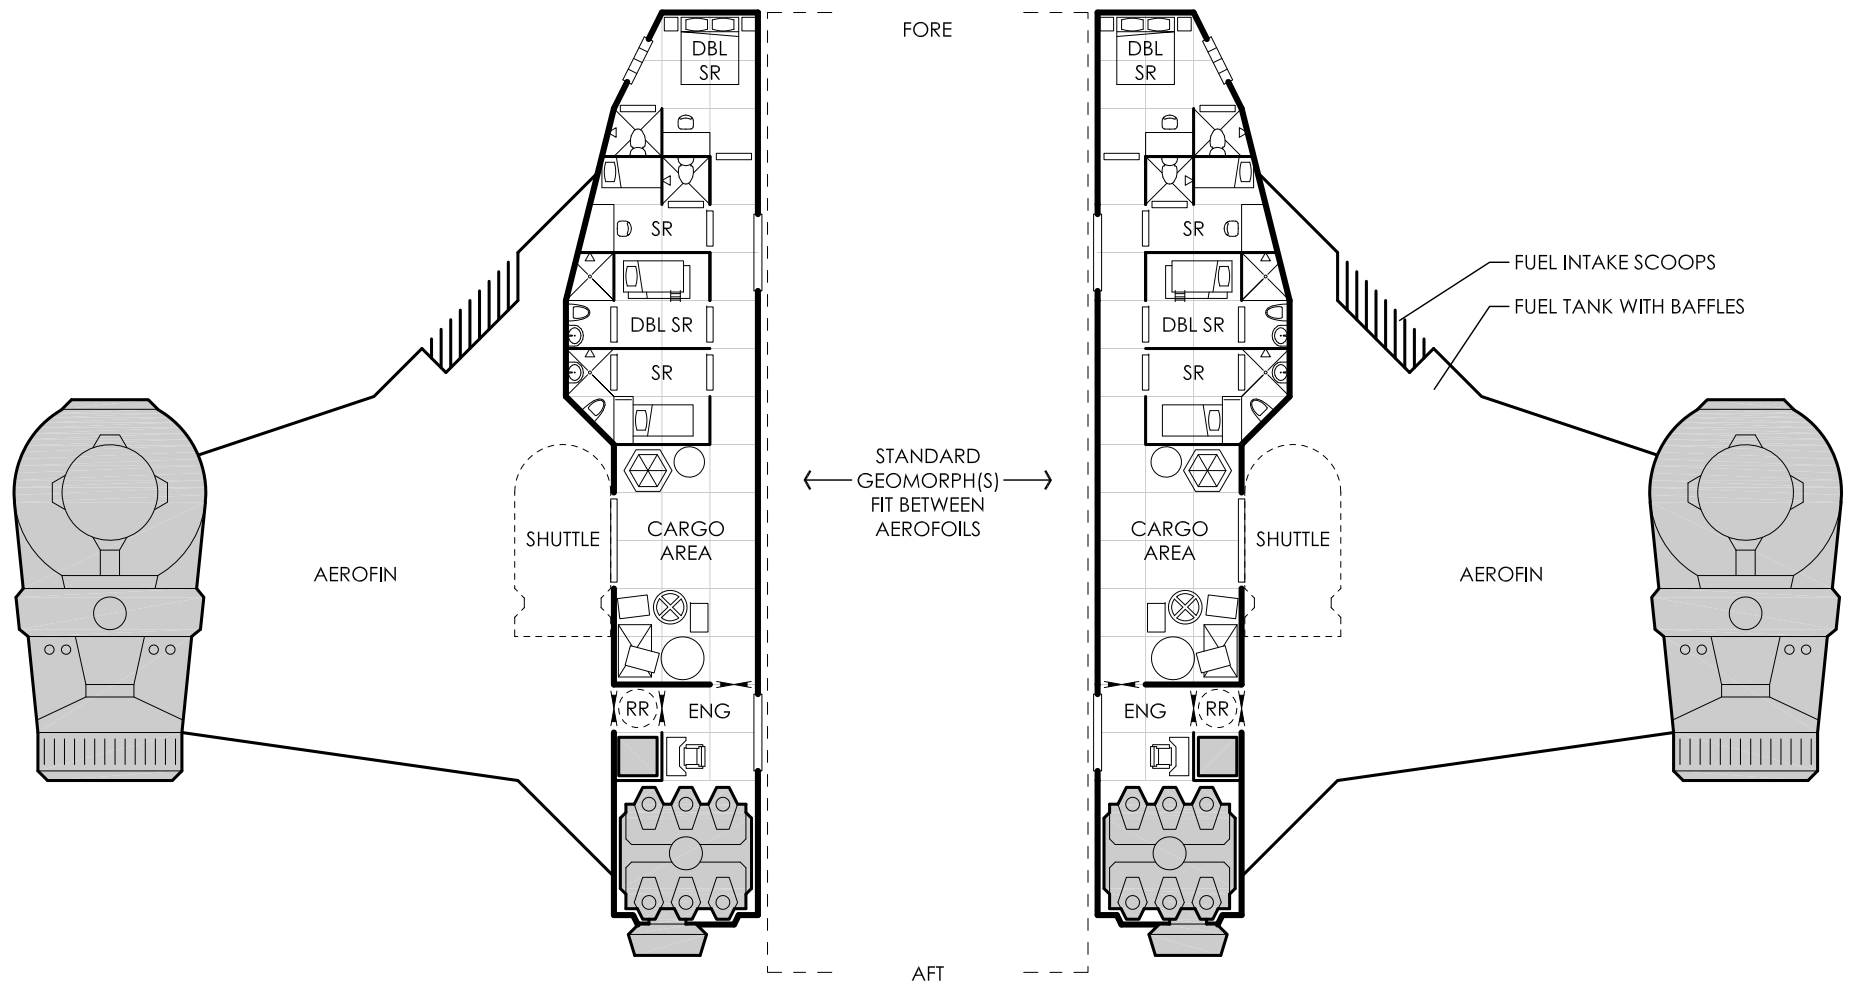 FORE
DBL
SR
DBL
SR
SR
SR
FUEL INTAKE SCOOPS
FUEL TANK WITH BAFFLES
DBL SR
DBL SR
SR
SR
STANDARD
GEOMORPH(S)
FIT BETWEEN
AEROFOILS
CARGO
AREA
CARGO
AREA
SHUTTLE
SHUTTLE
AEROFIN
AEROFIN
RR
ENG
ENG
RR
AFT